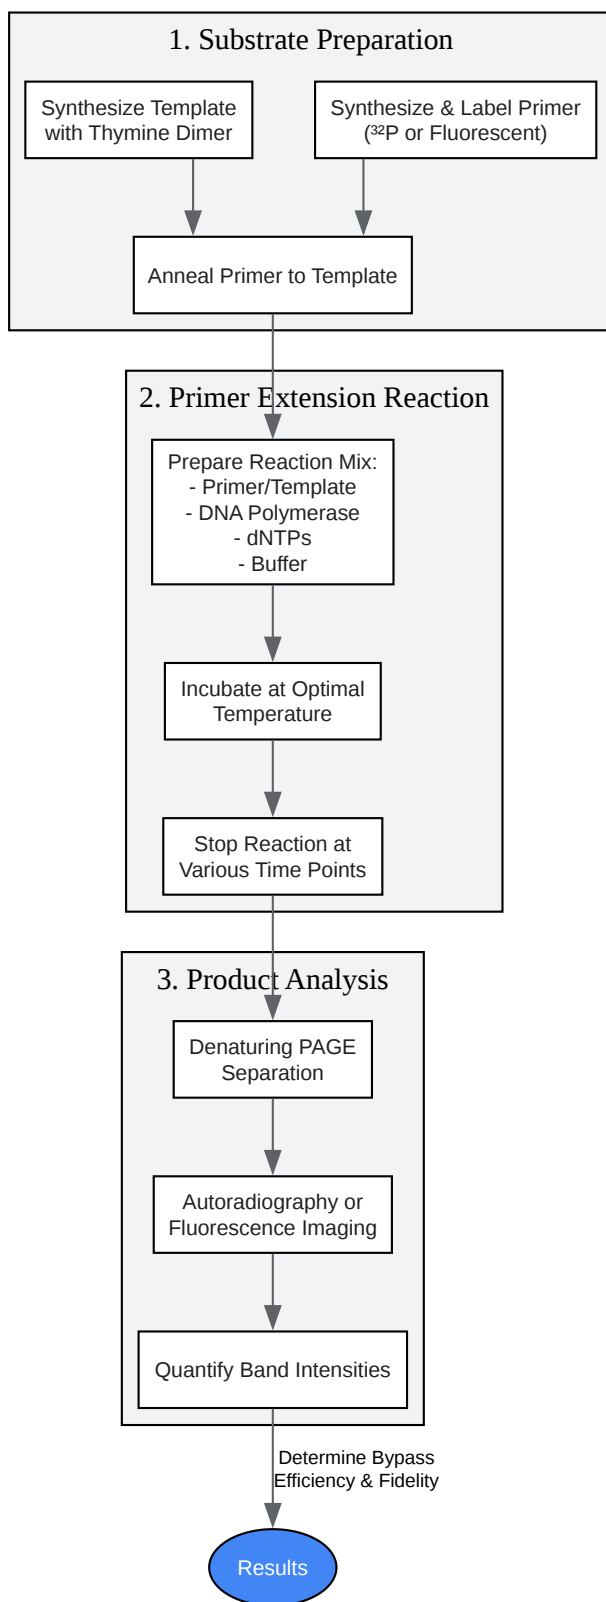 1. Substrate Preparation
Synthesize Template
with Thymine Dimer
Synthesize & Label Primer
(³²P or Fluorescent)
Anneal Primer to Template
2. Primer Extension Reaction
Prepare Reaction Mix:
- Primer/Template
- DNA Polymerase
- dNTPs
- Buffer
Incubate at Optimal
Temperature
Stop Reaction at
Various Time Points
3. Product Analysis
Denaturing PAGE
Separation
Autoradiography or
Fluorescence Imaging
Quantify Band Intensities
Determine Bypass
Efficiency & Fidelity
Results